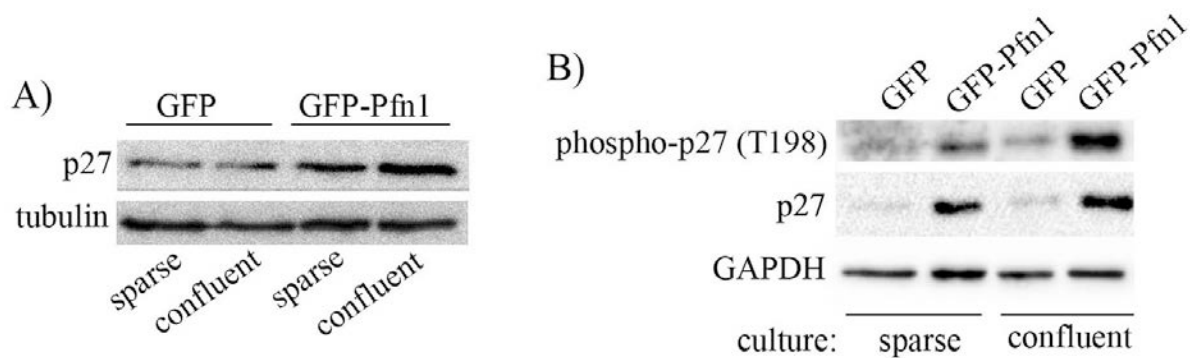 A)
GFP GFP-Pfn1
p27
tubulin
sparse confluent sparse confluent
B)
GFP GFP-Pfn1 GFP GFP-Pfn1
phospho-p27 (T198)
p27
GAPDH
culture: sparse confluent